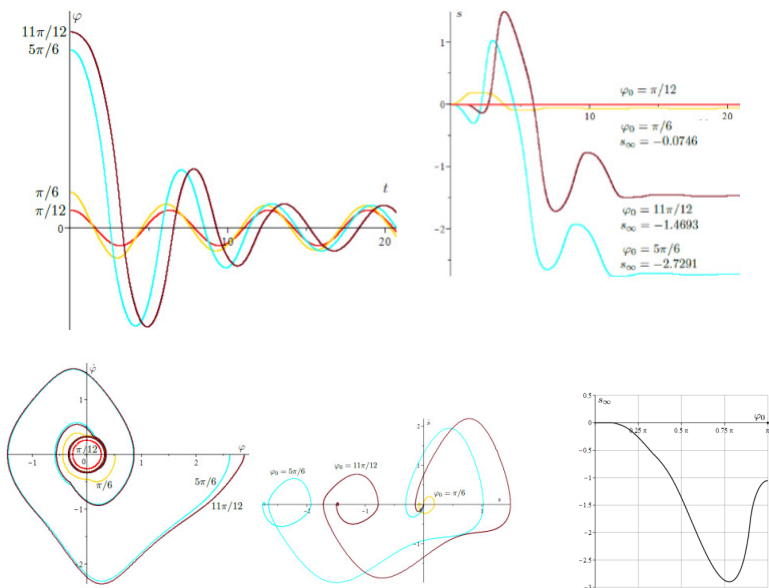 φ
11π/12
5π/6
π/6
π/12
0
10
20
t
s
1
-1
-2
10
20
φ₀ = π/12
φ₀ = π/6
s∞ = −0.0746
φ₀ = 11π/12
s∞ = −1.4693
φ₀ = 5π/6
s∞ = −2.7291
φ̇
1
-1
0
1
2
φ
-1
-2
π/12
π/6
5π/6
11π/12
ṡ
2
1
-1
-2
1
s
φ₀ = 5π/6
φ₀ = 11π/12
φ₀ = π/6
s∞
φ₀
0.5
0
0.25 π
0.5 π
0.75 π
π
-0.5
-1
-1.5
-2
-2.5
-3